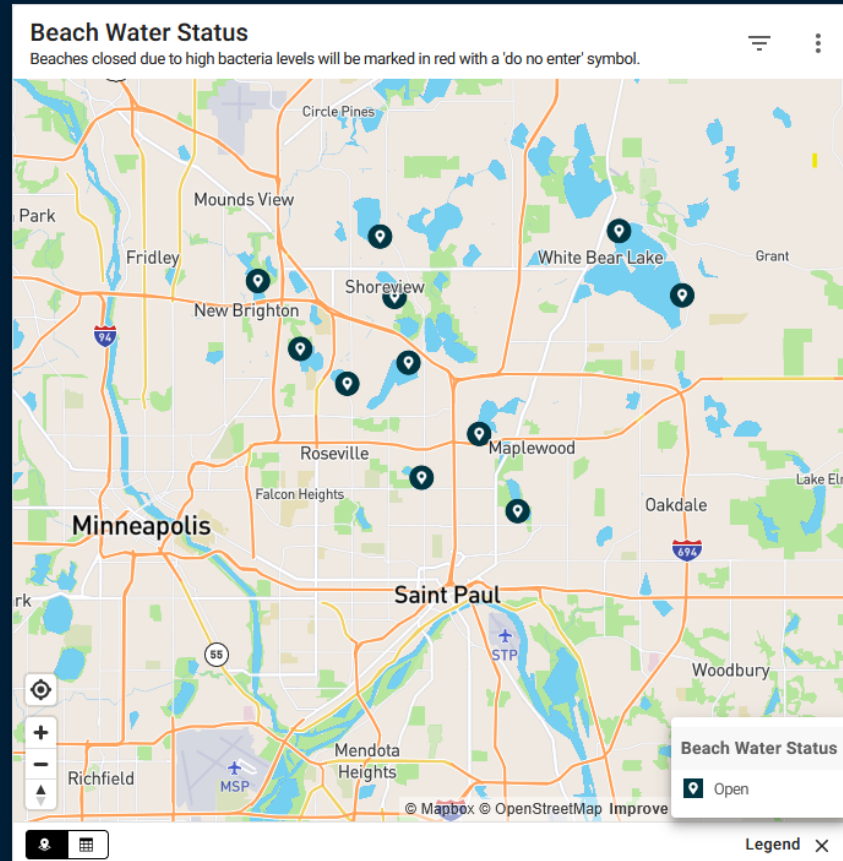 Beach Water Status
Beaches closed due to high bacteria levels will be marked in red with a 'do no enter' symbol.
Circle Pines
Mounds View
Park
Fridley
White Bear Lake
Grant
Shoreview
New Brighton
94
Roseville
Maplewood
Falcon Heights
Lake Elm
Oakdale
Minneapolis
694
Saint Paul
rk
STP
55
Woodbury
Mendota
Heights
Richfield
MSP
Beach Water Status
Open
© Mapbox © OpenStreetMap Improve
Legend